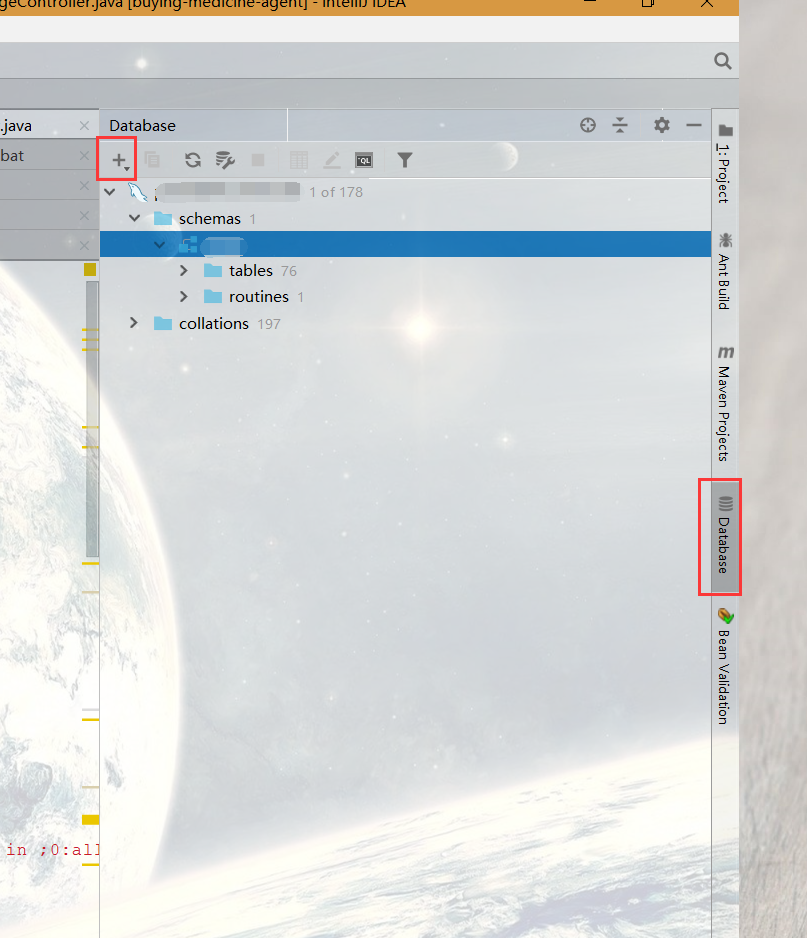 geController.java [buying-medicine-agent] - IntelliJ IDEA
.java
Database
bat
QL
1 of 178
schemas 1
tables 76
routines 1
collations 197
1: Project
Ant Build
m
Maven Projects
Database
Bean Validation
in ;0:all